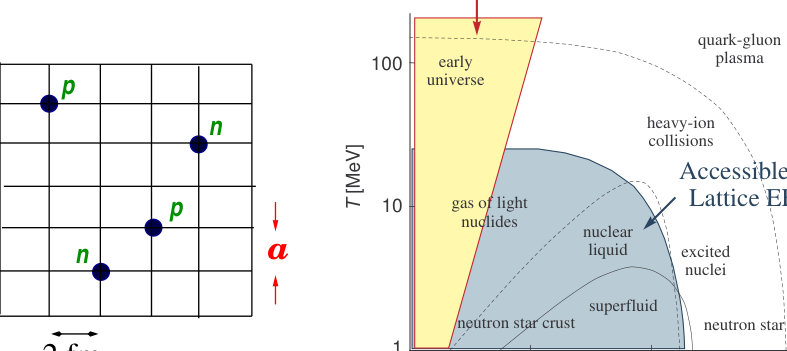 p
n
p
n
a
100
10
1
T [MeV]
early
universe
quark-gluon
plasma
heavy-ion
collisions
Accessible
Lattice
gas of light
nuclides
nuclear
liquid
excited
nuclei
superfluid
neutron star crust
neutron star